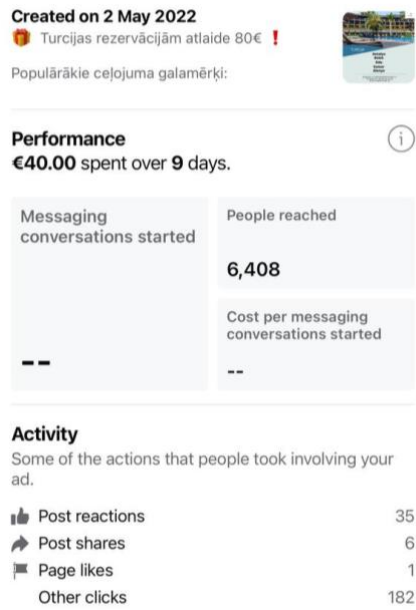 Created on 2 May 2022
🎁 Turcijas rezervācijām atlaide 80€ ❗
Populārākie ceļojuma galamērķi:
Performance
€40.00 spent over 9 days.
Messaging
conversations started
--
People reached
6,408
Cost per messaging
conversations started
--
Activity
Some of the actions that people took involving your
ad.
Post reactions 35
Post shares 6
Page likes 1
Other clicks 182